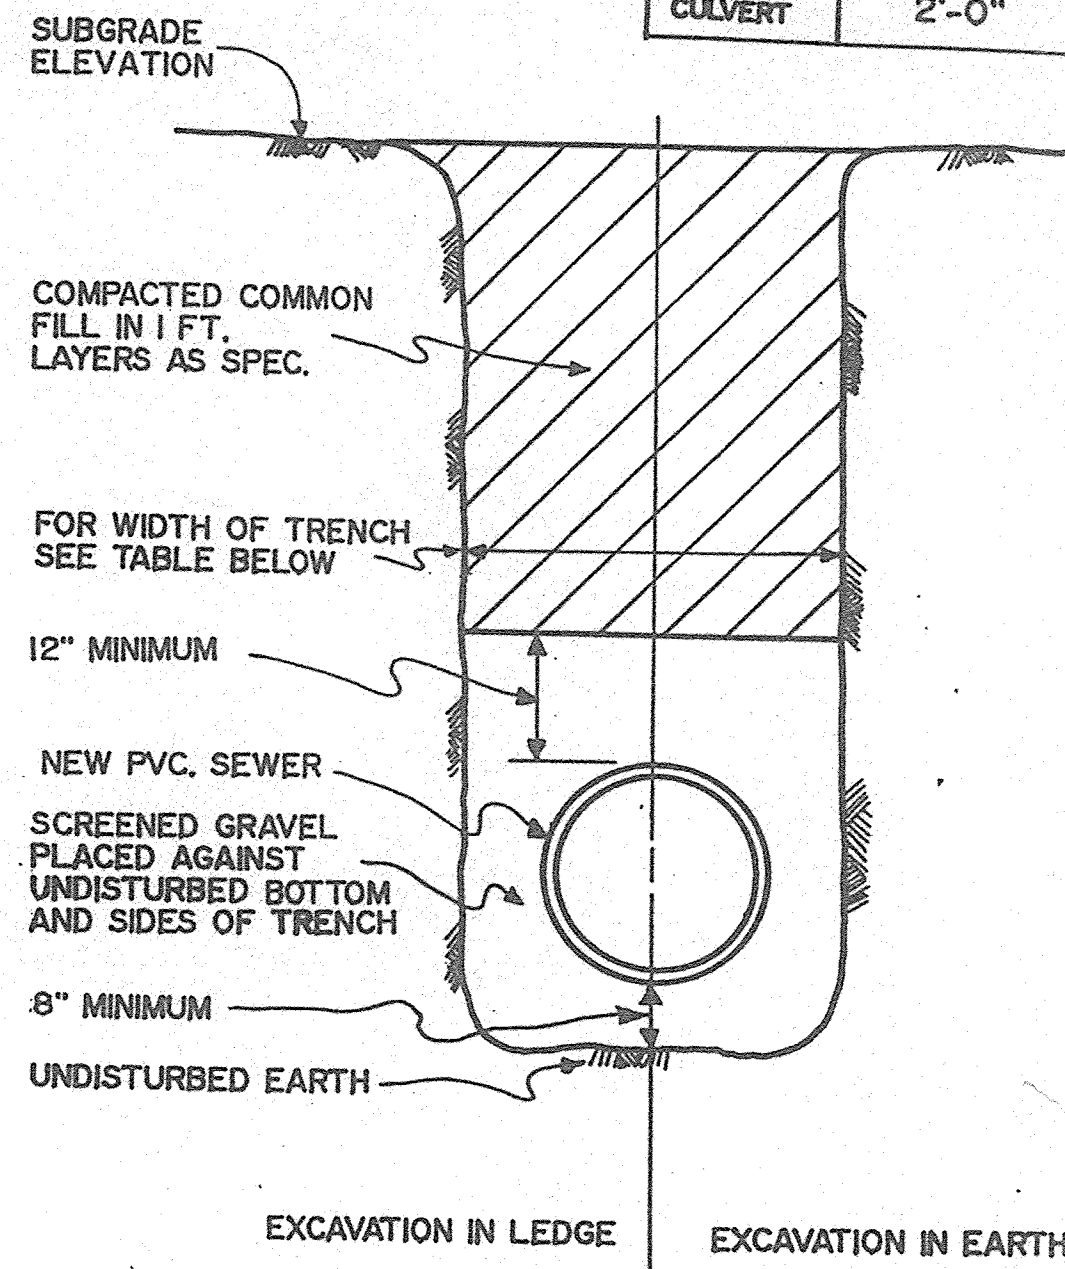 CULVERT 2'-0"
SUBGRADE
ELEVATION
COMPACTED COMMON
FILL IN 1 FT.
LAYERS AS SPEC.
FOR WIDTH OF TRENCH
SEE TABLE BELOW
12" MINIMUM
NEW PVC. SEWER
SCREENED GRAVEL
PLACED AGAINST
UNDISTURBED BOTTOM
AND SIDES OF TRENCH
8" MINIMUM
UNDISTURBED EARTH
EXCAVATION IN LEDGE
EXCAVATION IN EARTH